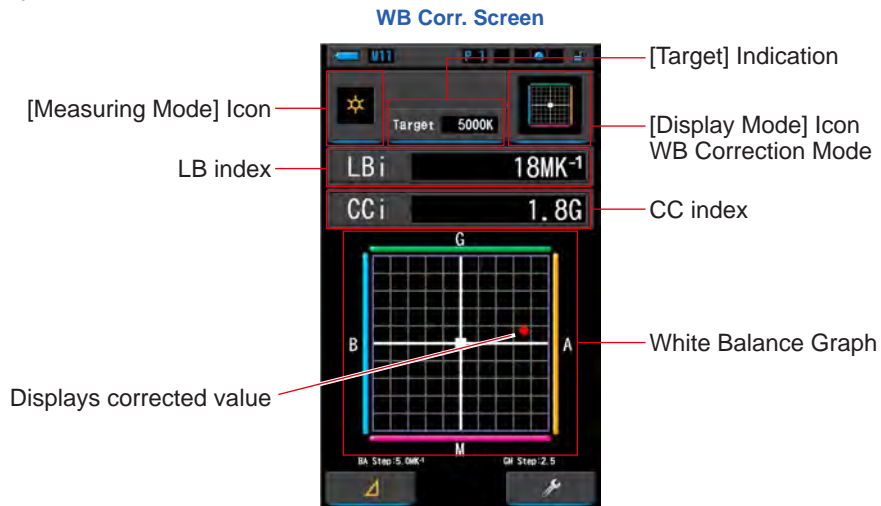 WB Corr. Screen
M11 P 1
[Target] Indication
[Measuring Mode] Icon
Target 5000K
[Display Mode] Icon
WB Correction Mode
LB index
LBi 18MK⁻¹
CCi 1.8G
CC index
G
B
A
White Balance Graph
Displays corrected value
M
BA Step:5.0MK⁻¹ GM Step:2.5